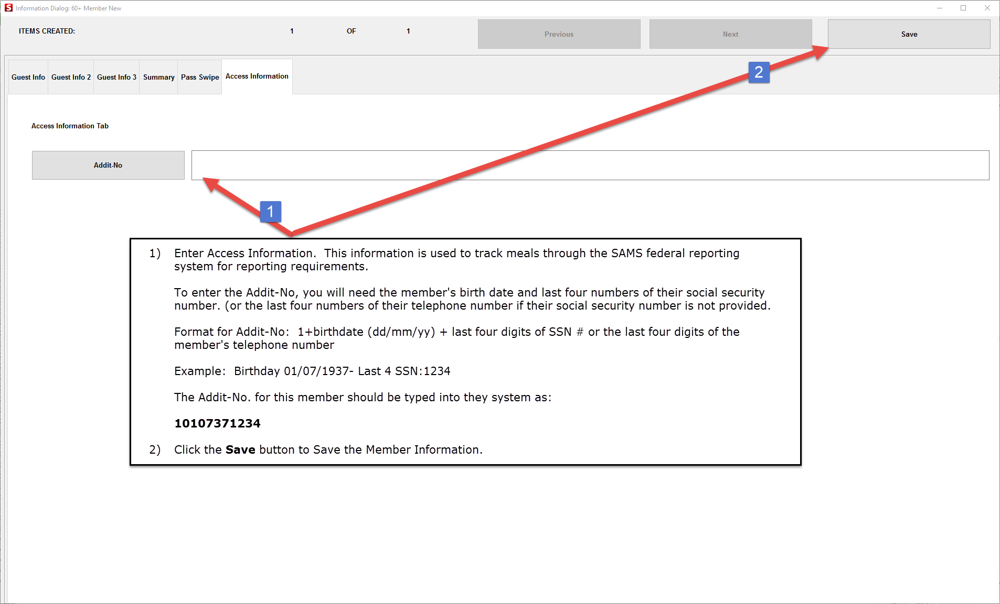 S Information Dialog: 60+ Member New
ITEMS CREATED: 1 OF 1 Previous Next Save
Guest Info Guest Info 2 Guest Info 3 Summary Pass Swipe Access Information
2
Access Information Tab
Addit-No
1
1) Enter Access Information. This information is used to track meals through the SAMS federal reporting
system for reporting requirements.
To enter the Addit-No, you will need the member's birth date and last four numbers of their social security
number. (or the last four numbers of their telephone number if their social security number is not provided.
Format for Addit-No: 1+birthdate (dd/mm/yy) + last four digits of SSN # or the last four digits of the
member's telephone number
Example: Birthday 01/07/1937- Last 4 SSN:1234
The Addit-No. for this member should be typed into they system as:
10107371234
2) Click the Save button to Save the Member Information.